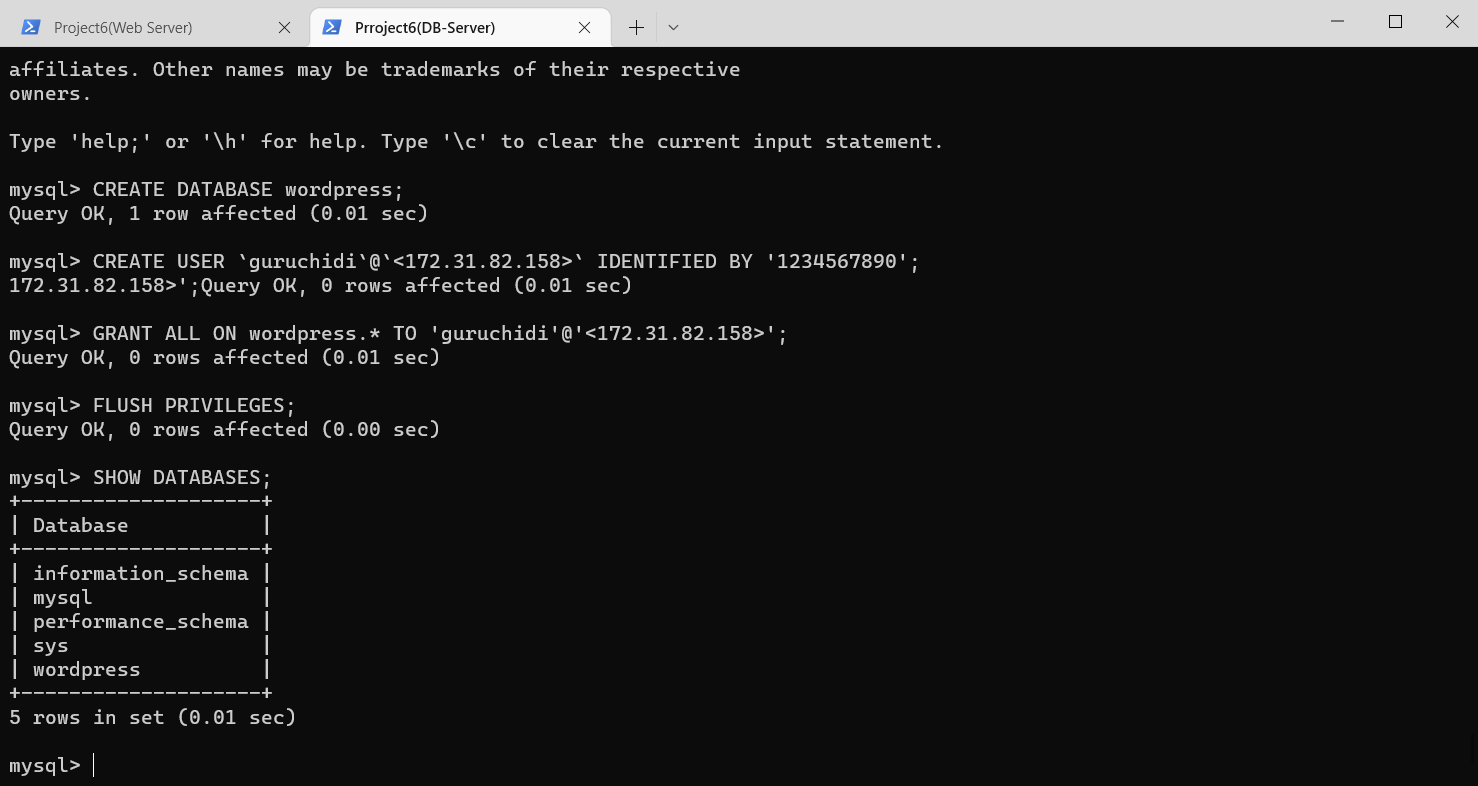 Project6(Web Server)
Prroject6(DB-Server)
affiliates. Other names may be trademarks of their respective
owners.
Type 'help;' or '\h' for help. Type '\c' to clear the current input statement.
mysql> CREATE DATABASE wordpress;
Query OK, 1 row affected (0.01 sec)
mysql> CREATE USER `guruchidi`@`<172.31.82.158>` IDENTIFIED BY '1234567890';
172.31.82.158>';Query OK, 0 rows affected (0.01 sec)
mysql> GRANT ALL ON wordpress.* TO 'guruchidi'@'<172.31.82.158>';
Query OK, 0 rows affected (0.01 sec)
mysql> FLUSH PRIVILEGES;
Query OK, 0 rows affected (0.00 sec)
mysql> SHOW DATABASES;
+--------------------+
| Database           |
+--------------------+
| information_schema |
| mysql              |
| performance_schema |
| sys                |
| wordpress          |
+--------------------+
5 rows in set (0.01 sec)
mysql>